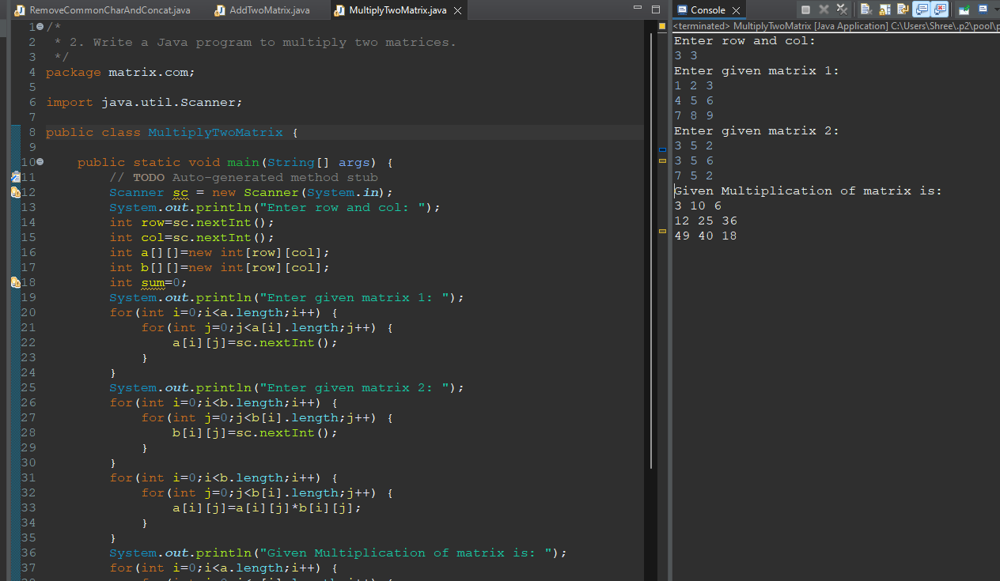 RemoveCommonCharAndConcat.java AddTwoMatrix.java MultiplyTwoMatrix.java
1 /*
2 * 2. Write a Java program to multiply two matrices.
3 */
4 package matrix.com;
5
6 import java.util.Scanner;
7
8 public class MultiplyTwoMatrix {
9
10 public static void main(String[] args) {
11 // TODO Auto-generated method stub
12 Scanner sc = new Scanner(System.in);
13 System.out.println("Enter row and col: ");
14 int row=sc.nextInt();
15 int col=sc.nextInt();
16 int a[][]=new int[row][col];
17 int b[][]=new int[row][col];
18 int sum=0;
19 System.out.println("Enter given matrix 1: ");
20 for(int i=0;i<a.length;i++) {
21 for(int j=0;j<a[i].length;j++) {
22 a[i][j]=sc.nextInt();
23 }
24 }
25 System.out.println("Enter given matrix 2: ");
26 for(int i=0;i<b.length;i++) {
27 for(int j=0;j<b[i].length;j++) {
28 b[i][j]=sc.nextInt();
29 }
30 }
31 for(int i=0;i<b.length;i++) {
32 for(int j=0;j<b[i].length;j++) {
33 a[i][j]=a[i][j]*b[i][j];
34 }
35 }
36 System.out.println("Given Multiplication of matrix is: ");
37 for(int i=0;i<a.length;i++) {
Console
<terminated> MultiplyTwoMatrix [Java Application] C:\Users\Shree\.p2\pool\p
Enter row and col:
3 3
Enter given matrix 1:
1 2 3
4 5 6
7 8 9
Enter given matrix 2:
3 5 2
3 5 6
7 5 2
Given Multiplication of matrix is:
3 10 6
12 25 36
49 40 18